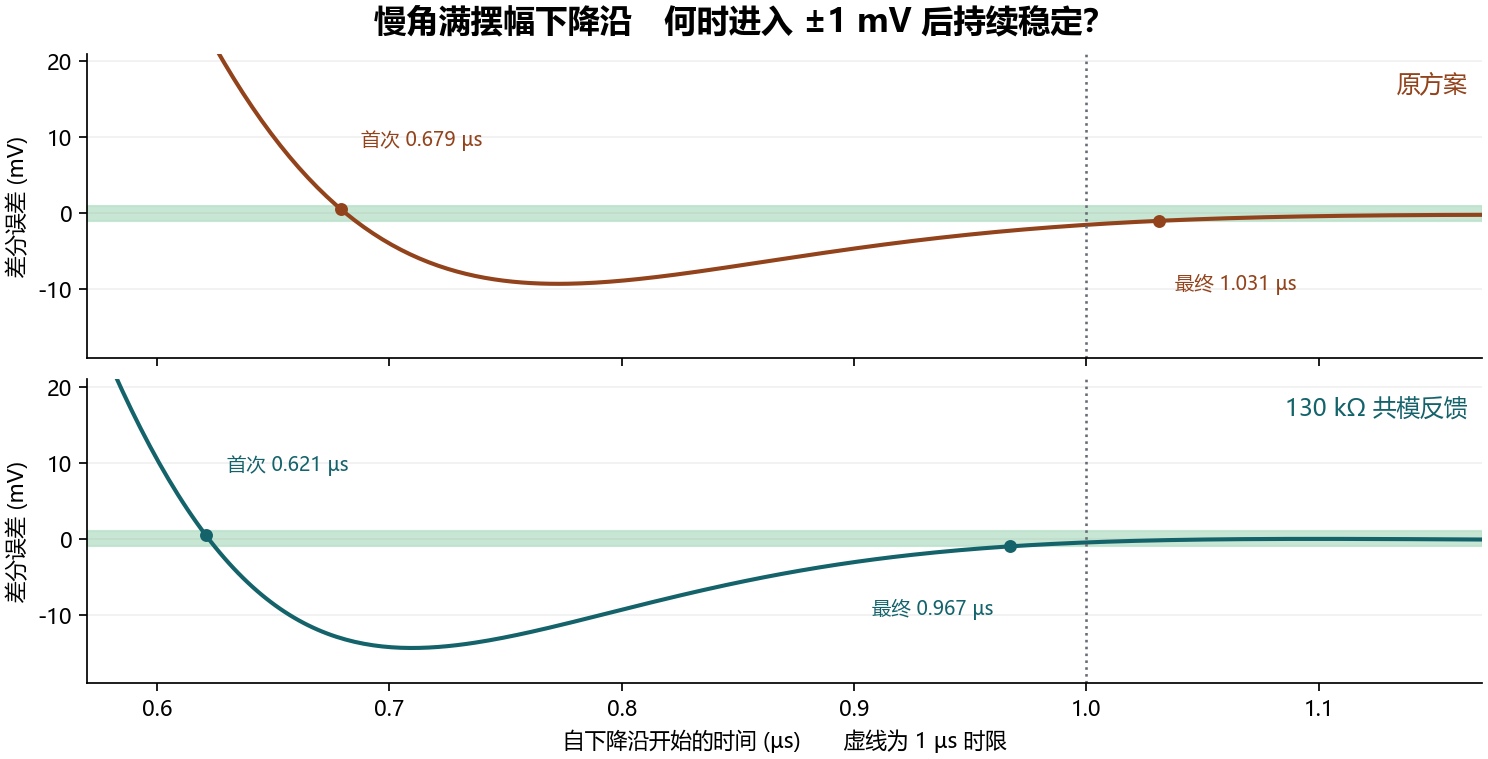 慢角满摆幅下降沿　何时进入 ±1 mV 后持续稳定?
20
10
0
-10
差分误差 (mV)
原方案
首次 0.679 µs
最终 1.031 µs
20
10
0
-10
差分误差 (mV)
130 kΩ 共模反馈
首次 0.621 µs
最终 0.967 µs
0.6
0.7
0.8
0.9
1.0
1.1
自下降沿开始的时间 (µs)　　虚线为 1 µs 时限